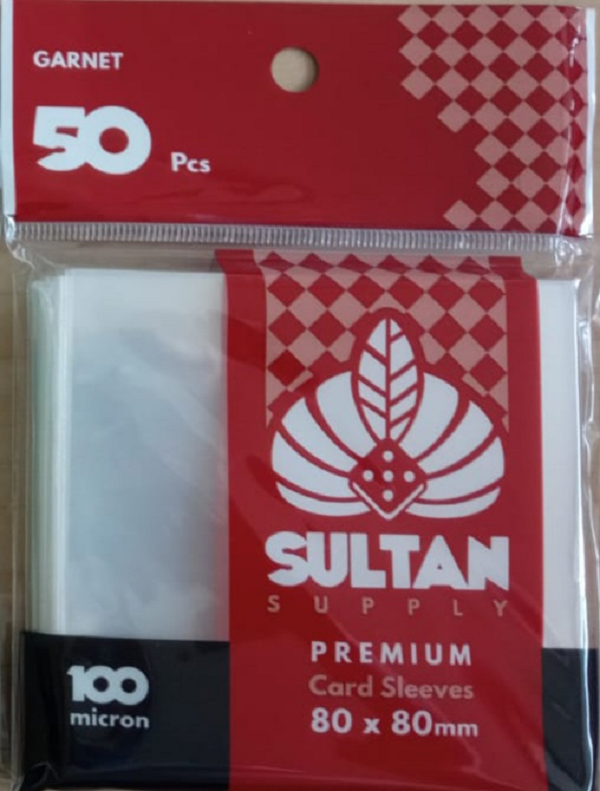 GARNET
50 Pcs
SULTAN
SUPPLY
PREMIUM
Card Sleeves
80 x 80mm
100
micron